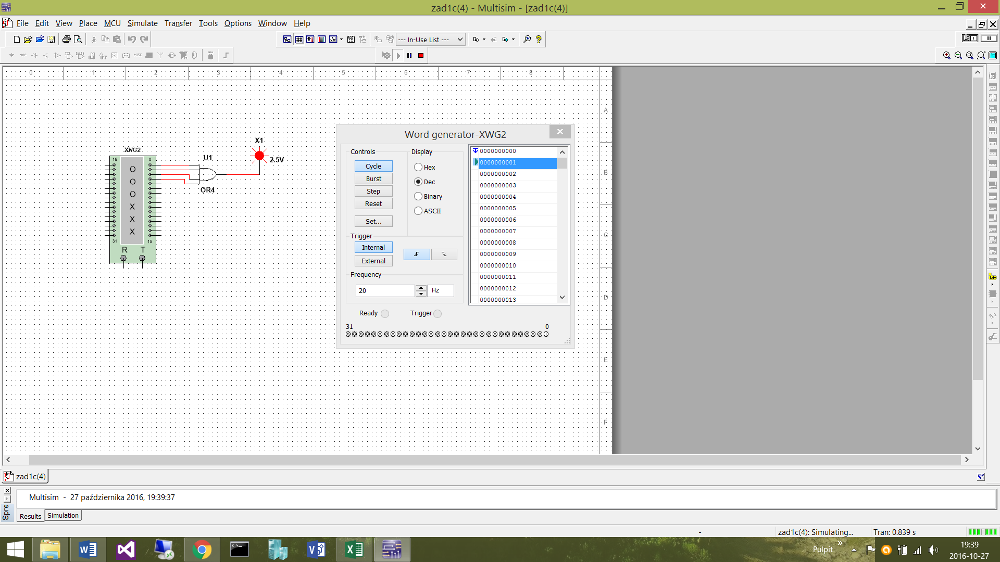 zad1c(4) - Multisim - [zad1c(4)]
File Edit View Place MCU Simulate Transfer Tools Options Window Help
--- In-Use List ---
0 1 2 3 4 5 6 7 8
A
B
C
D
E
F
XWG2
16 0
O
O
O
X
X
X
31 15
R T
U1
OR4
X1
2.5V
Word generator-XWG2
Controls
Cycle
Burst
Step
Reset
Set...
Display
Hex
Dec
Binary
ASCII
Trigger
Internal
External
Frequency
20 Hz
Ready Trigger
31 0
0000000000
0000000001
0000000002
0000000003
0000000004
0000000005
0000000006
0000000007
0000000008
0000000009
0000000010
0000000011
0000000012
0000000013
zad1c(4)
Spre
Multisim - 27 października 2016, 19:39:37
Results Simulation
- zad1c(4): Simulating... Tran: 0.839 s
Pulpit
19:39
2016-10-27